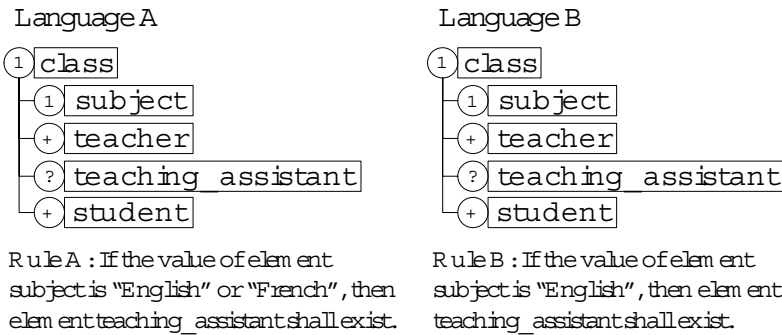 Language A
1 class
1 subject
+ teacher
? teaching_assistant
+ student
Rule A : If the value of element
subject is “English” or “French”, then
element teaching_assistant shall exist.
Language B
1 class
1 subject
+ teacher
? teaching_assistant
+ student
Rule B : If the value of element
subject is “English”, then element
teaching_assistant shall exist.